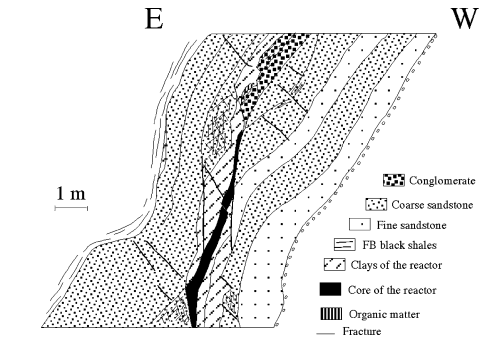 E W
1 m
Conglomerate
Coarse sandstone
Fine sandstone
FB black shales
Clays of the reactor
Core of the reactor
Organic matter
Fracture